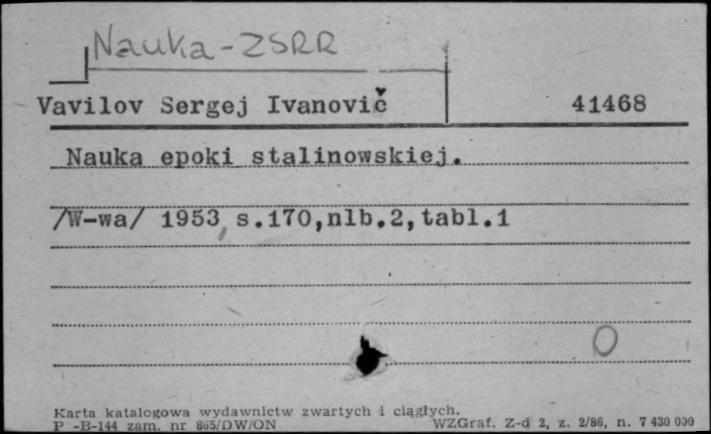 Nauka-ZSRR
Vavilov Sergej Ivanovič 41468
Nauka epoki stalinowskiej.
/W-wa/ 1953, s.170,nlb.2,tabl.1
0
Karta katalogowa wydawnictw zwartych i ciągłych.
P -B-144 zam. nr 865/DW/ON WZGraf. Z-d 2, z. 2/86, n. 7 430 000